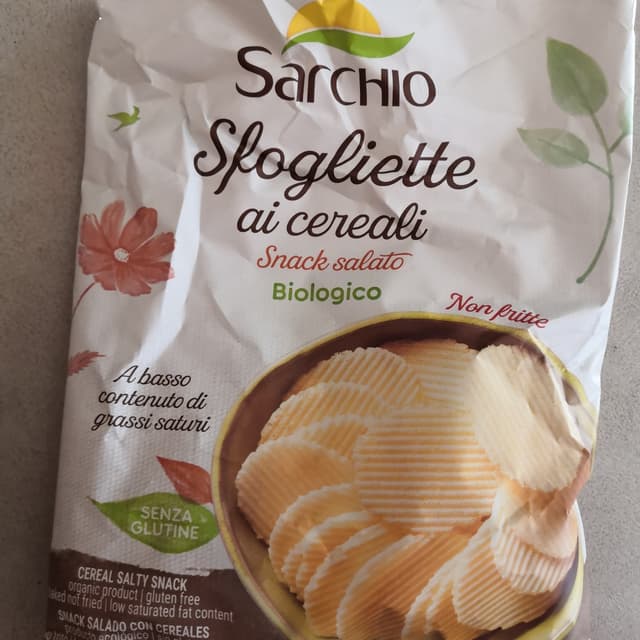 Sarchio
Sfogliette
ai cereali
Snack salato
Biologico
Non fritte
A basso
contenuto di
grassi saturi
SENZA
GLUTINE
CEREAL SALTY SNACK
organic product | gluten free
not fried | low saturated fat content
SNACK SALADO CON CEREALES